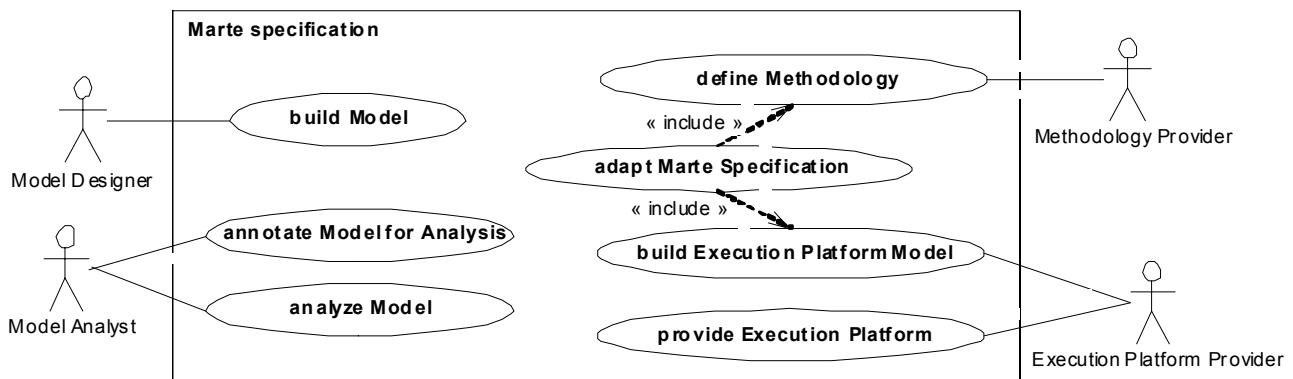 Marte specification
define Methodology
build Model
« include »
Methodology Provider
adapt Marte Specification
Model Designer
« include »
annotate Model for Analysis
build Execution Platform Model
analyze Model
provide Execution Platform
Model Analyst
Execution Platform Provider